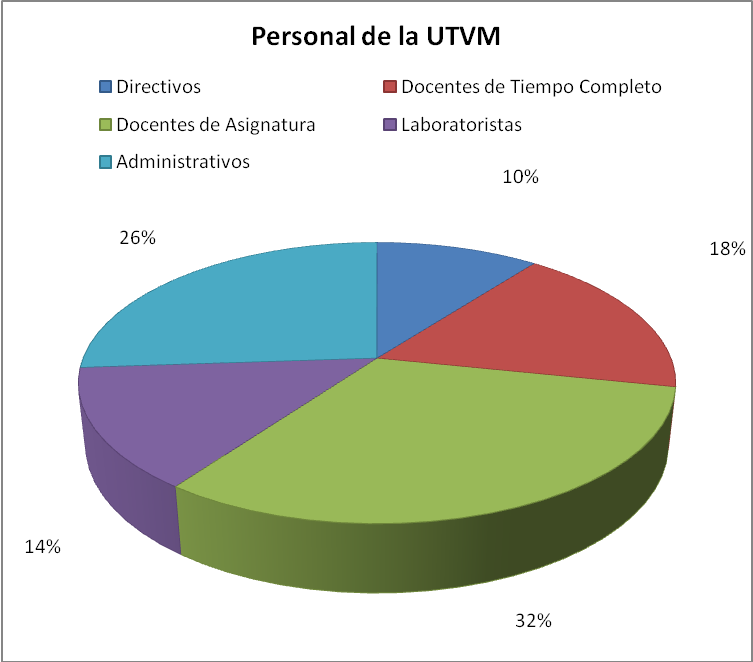 Personal de la UTVM
Directivos
Docentes de Tiempo Completo
Docentes de Asignatura
Laboratoristas
Administrativos
10%
26%
18%
14%
32%